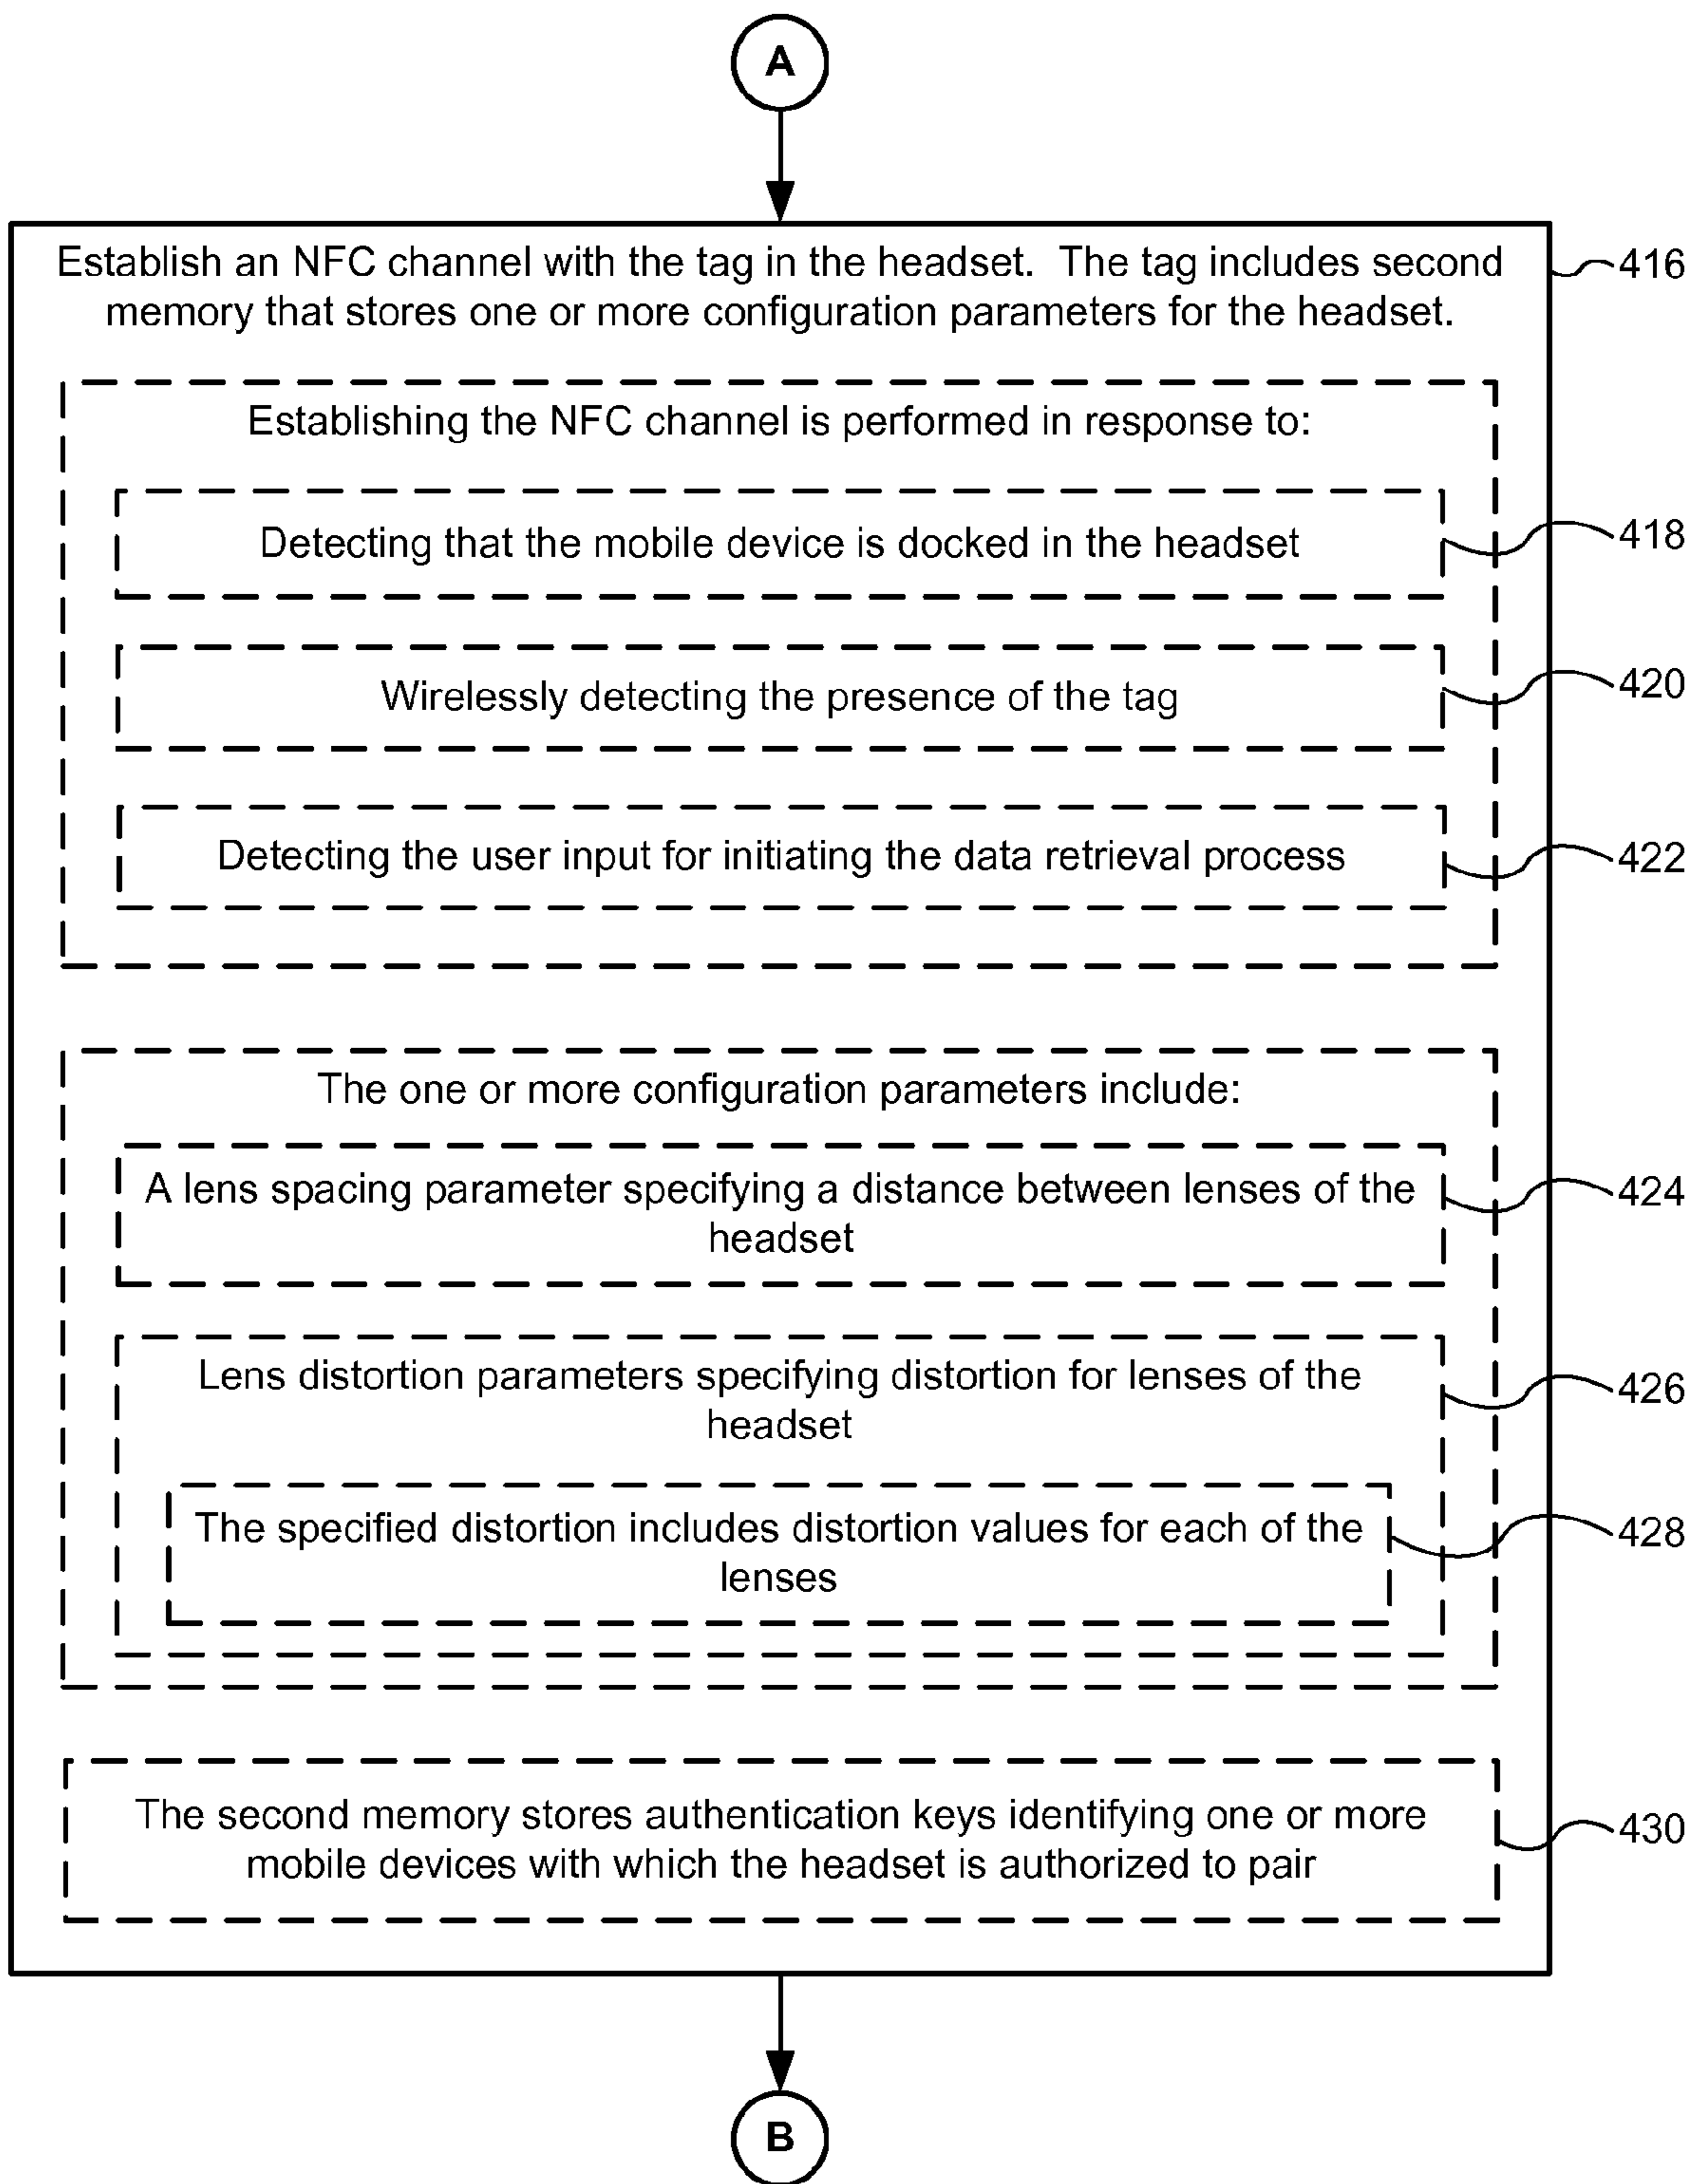 A
Establish an NFC channel with the tag in the headset. The tag includes second
memory that stores one or more configuration parameters for the headset.
416
Establishing the NFC channel is performed in response to:
Detecting that the mobile device is docked in the headset
418
Wirelessly detecting the presence of the tag
420
Detecting the user input for initiating the data retrieval process
422
The one or more configuration parameters include:
A lens spacing parameter specifying a distance between lenses of the
headset
424
Lens distortion parameters specifying distortion for lenses of the
headset
426
The specified distortion includes distortion values for each of the
lenses
428
The second memory stores authentication keys identifying one or more
mobile devices with which the headset is authorized to pair
430
B